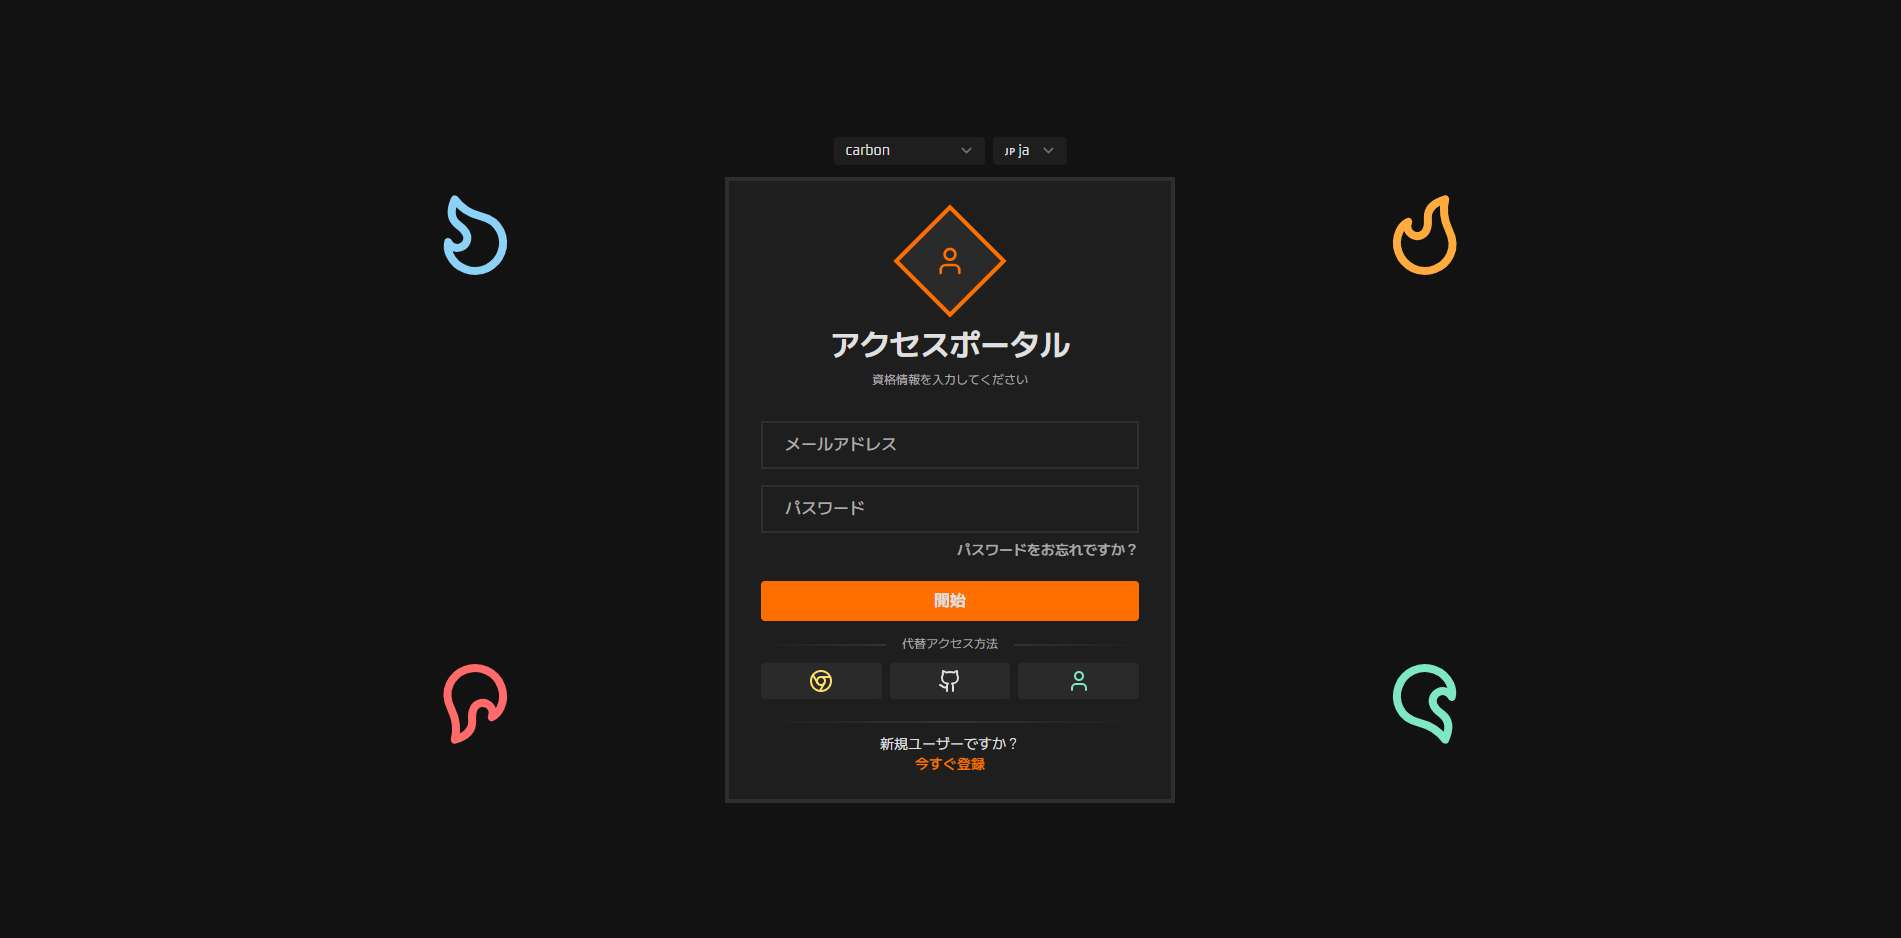 carbon
JP ja
アクセスポータル
資格情報を入力してください
メールアドレス
パスワード
パスワードをお忘れですか？
開始
代替アクセス方法
新規ユーザーですか？
今すぐ登録